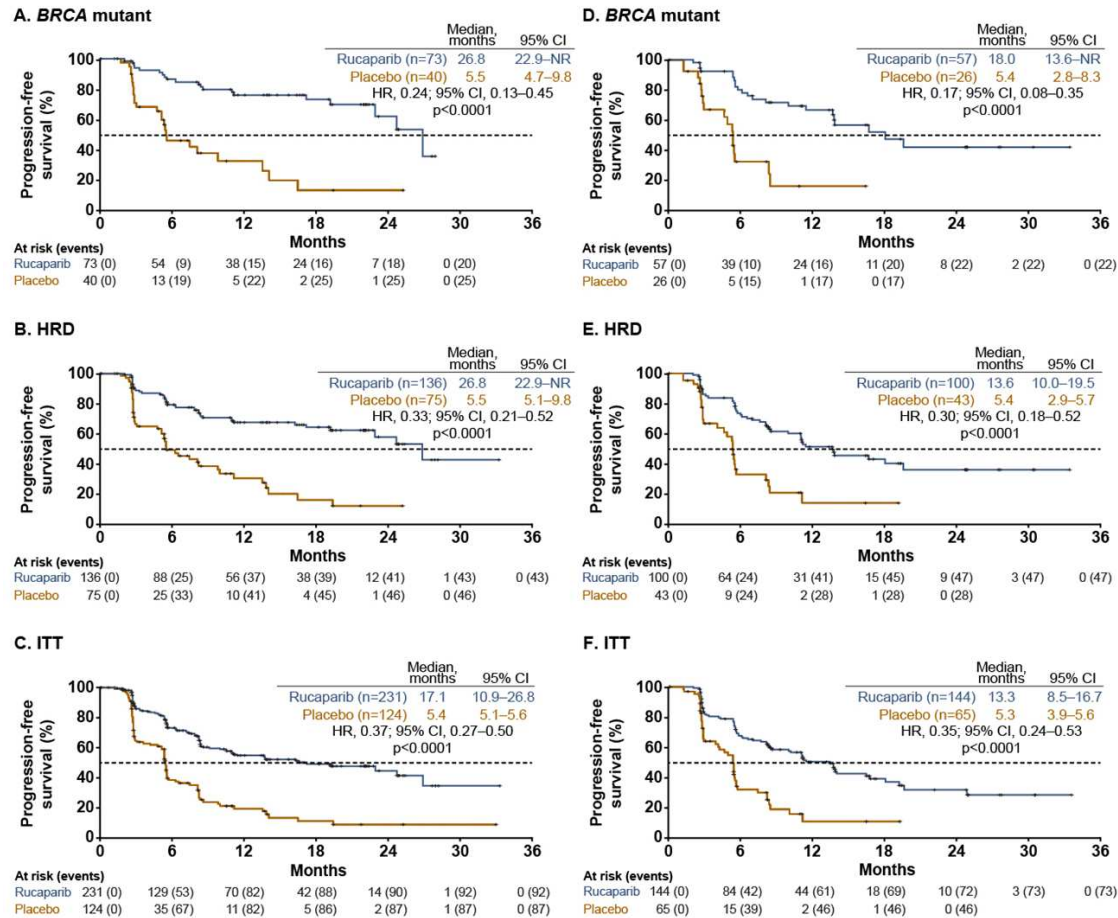 A. BRCA mutant
Median, months 95% CI
Rucaparib (n=73) 26.8 22.9–NR
Placebo (n=40) 5.5 4.7–9.8
HR, 0.24; 95% CI, 0.13–0.45
p<0.0001
Progression-free survival (%)
100
80
60
40
20
0
0 6 12 18 24 30 36
Months
At risk (events)
Rucaparib 73 (0) 54 (9) 38 (15) 24 (16) 7 (18) 0 (20)
Placebo 40 (0) 13 (19) 5 (22) 2 (25) 1 (25) 0 (25)
B. HRD
Median, months 95% CI
Rucaparib (n=136) 26.8 22.9–NR
Placebo (n=75) 5.5 5.1–9.8
HR, 0.33; 95% CI, 0.21–0.52
p<0.0001
Progression-free survival (%)
100
80
60
40
20
0
0 6 12 18 24 30 36
Months
At risk (events)
Rucaparib 136 (0) 88 (25) 56 (37) 38 (39) 12 (41) 1 (43) 0 (43)
Placebo 75 (0) 25 (33) 10 (41) 4 (45) 1 (46) 0 (46)
C. ITT
Median, months 95% CI
Rucaparib (n=231) 17.1 10.9–26.8
Placebo (n=124) 5.4 5.1–5.6
HR, 0.37; 95% CI, 0.27–0.50
p<0.0001
Progression-free survival (%)
100
80
60
40
20
0
0 6 12 18 24 30 36
Months
At risk (events)
Rucaparib 231 (0) 129 (53) 70 (82) 42 (88) 14 (90) 1 (92) 0 (92)
Placebo 124 (0) 35 (67) 11 (82) 5 (86) 2 (87) 1 (87) 0 (87)
D. BRCA mutant
Median, months 95% CI
Rucaparib (n=57) 18.0 13.6–NR
Placebo (n=26) 5.4 2.8–8.3
HR, 0.17; 95% CI, 0.08–0.35
p<0.0001
Progression-free survival (%)
100
80
60
40
20
0
0 6 12 18 24 30 36
Months
At risk (events)
Rucaparib 57 (0) 39 (10) 24 (16) 11 (20) 8 (22) 2 (22) 0 (22)
Placebo 26 (0) 5 (15) 1 (17) 0 (17)
E. HRD
Median, months 95% CI
Rucaparib (n=100) 13.6 10.0–19.5
Placebo (n=43) 5.4 2.9–5.7
HR, 0.30; 95% CI, 0.18–0.52
p<0.0001
Progression-free survival (%)
100
80
60
40
20
0
0 6 12 18 24 30 36
Months
At risk (events)
Rucaparib 100 (0) 64 (24) 31 (41) 15 (45) 9 (47) 3 (47) 0 (47)
Placebo 43 (0) 9 (24) 2 (28) 1 (28) 0 (28)
F. ITT
Median, months 95% CI
Rucaparib (n=144) 13.3 8.5–16.7
Placebo (n=65) 5.3 3.9–5.6
HR, 0.35; 95% CI, 0.24–0.53
p<0.0001
Progression-free survival (%)
100
80
60
40
20
0
0 6 12 18 24 30 36
Months
At risk (events)
Rucaparib 144 (0) 84 (42) 44 (61) 18 (69) 10 (72) 3 (73) 0 (73)
Placebo 65 (0) 15 (39) 2 (46) 1 (46) 0 (46)